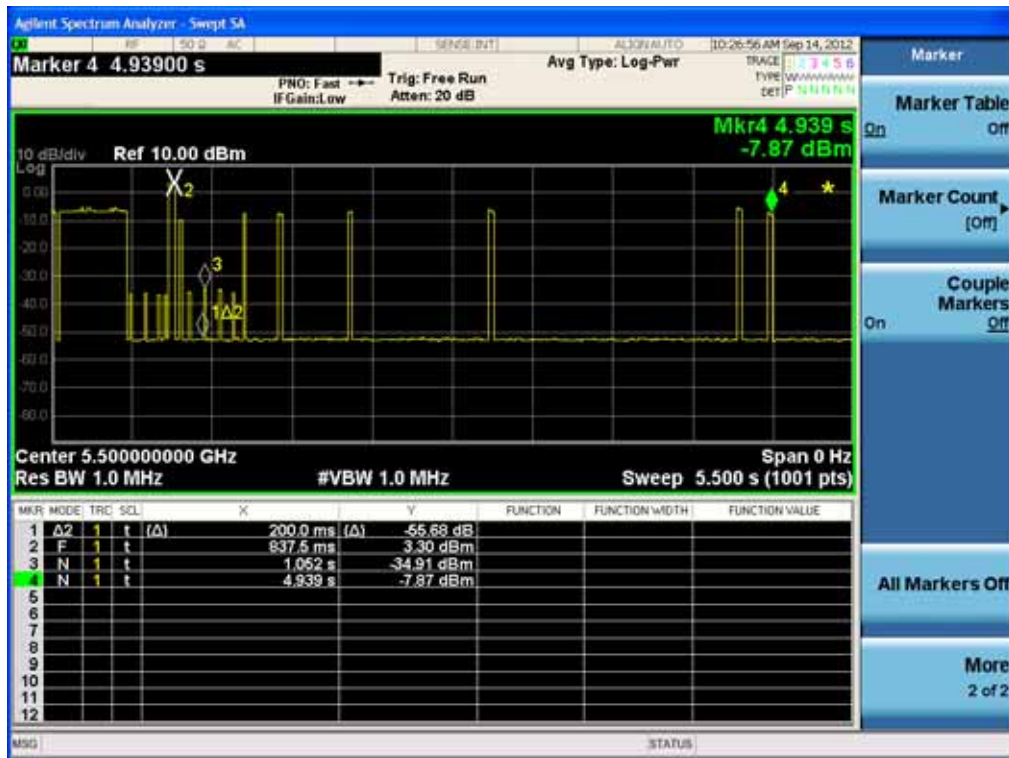 Agilent Spectrum Analyzer - Swept SA
RF 50 Ω AC SENSE:INT ALIGNAUTO 10:26:56 AM Sep 14, 2012
Marker 4 4.93900 s
PNO: Fast
IFGain:Low
Trig: Free Run
Atten: 20 dB
Avg Type: Log-Pwr
TRACE 1 2 3 4 5 6
TYPE
DET P N N N N N
Mkr4 4.939 s
-7.87 dBm
10 dB/div Ref 10.00 dBm
Log
0.00
-10.0
-20.0
-30.0
-40.0
-50.0
-60.0
-70.0
-80.0
2
3
1Δ2
4
*
Center 5.500000000 GHz Span 0 Hz
Res BW 1.0 MHz #VBW 1.0 MHz Sweep 5.500 s (1001 pts)
MKR MODE TRC SCL X Y FUNCTION FUNCTION WIDTH FUNCTION VALUE
1 Δ2 1 t (Δ) 200.0 ms (Δ) -55.68 dB
2 F 1 t 837.5 ms 3.30 dBm
3 N 1 t 1.052 s -34.91 dBm
4 N 1 t 4.939 s -7.87 dBm
5
6
7
8
9
10
11
12
MSG STATUS
Marker
Marker Table
On Off
Marker Count
[Off]
Couple
Markers
On Off
All Markers Off
More
2 of 2